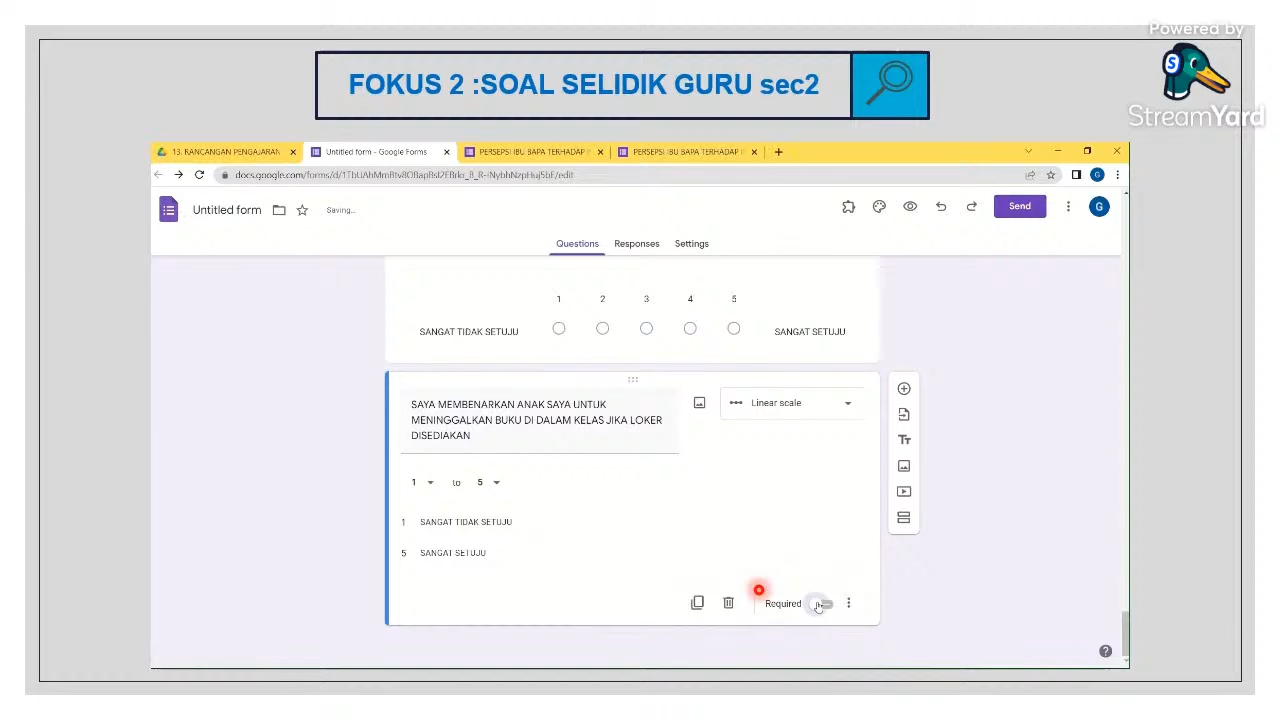 Powered by
StreamYard
FOKUS 2 :SOAL SELIDIK GURU sec2
13. RANCANGAN PENGAJARAN
Untitled form - Google Forms
PERSEPSI IBU BAPA TERHADAP
PERSEPSI IBU BAPA TERHADAP
Untitled form
Saving...
Send
G
Questions Responses Settings
1 2 3 4 5
SANGAT TIDAK SETUJU
SANGAT SETUJU
SAYA MEMBENARKAN ANAK SAYA UNTUK
MENINGGALKAN BUKU DI DALAM KELAS JIKA LOKER
DISEDIAKAN
Linear scale
1 to 5
1 SANGAT TIDAK SETUJU
5 SANGAT SETUJU
Required